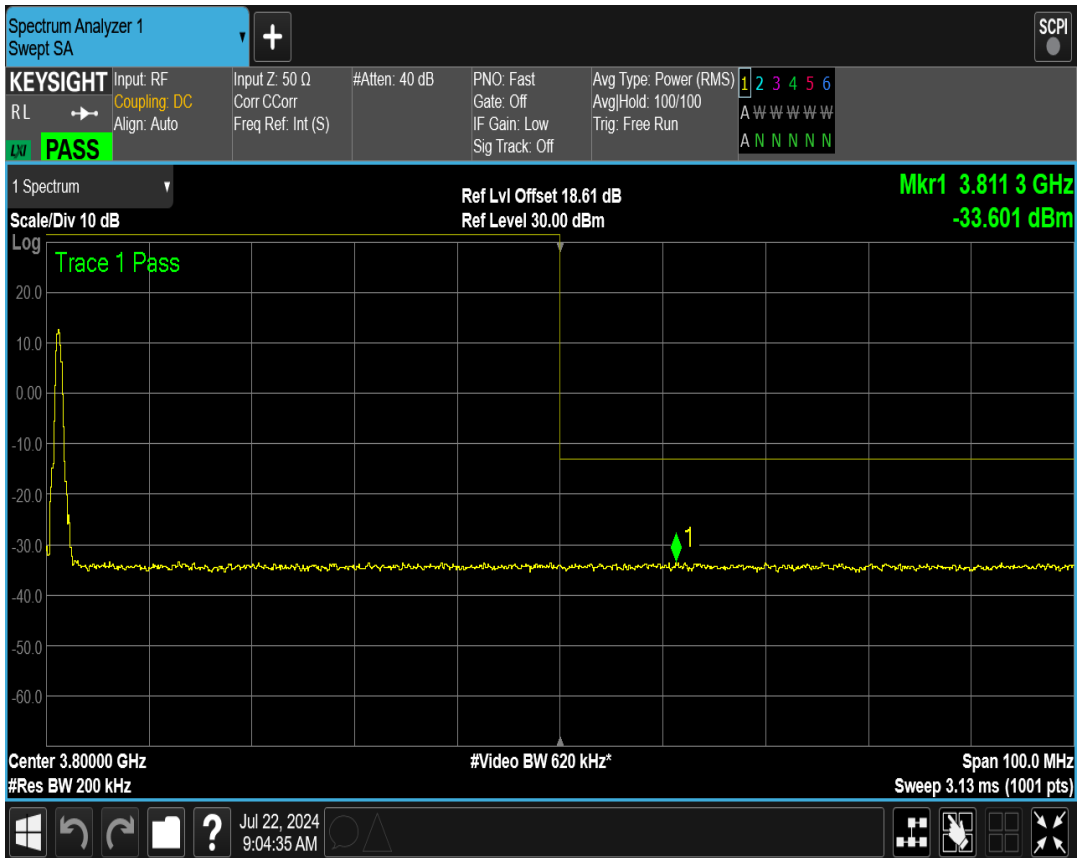 Spectrum Analyzer 1
Swept SA
+
SCPI
KEYSIGHT
RL
LXI PASS
Input: RF
Coupling: DC
Align: Auto
Input Z: 50 Ω
Corr CCorr
Freq Ref: Int (S)
#Atten: 40 dB
PNO: Fast
Gate: Off
IF Gain: Low
Sig Track: Off
Avg Type: Power (RMS)
Avg|Hold: 100/100
Trig: Free Run
1 2 3 4 5 6
A W W W W W
A N N N N N
1 Spectrum
Scale/Div 10 dB
Ref Lvl Offset 18.61 dB
Ref Level 30.00 dBm
Mkr1 3.811 3 GHz
-33.601 dBm
Log
Trace 1 Pass
20.0
10.0
0.00
-10.0
-20.0
-30.0
-40.0
-50.0
-60.0
1
Center 3.80000 GHz
#Video BW 620 kHz*
Span 100.0 MHz
#Res BW 200 kHz
Sweep 3.13 ms (1001 pts)
?
Jul 22, 2024
9:04:35 AM